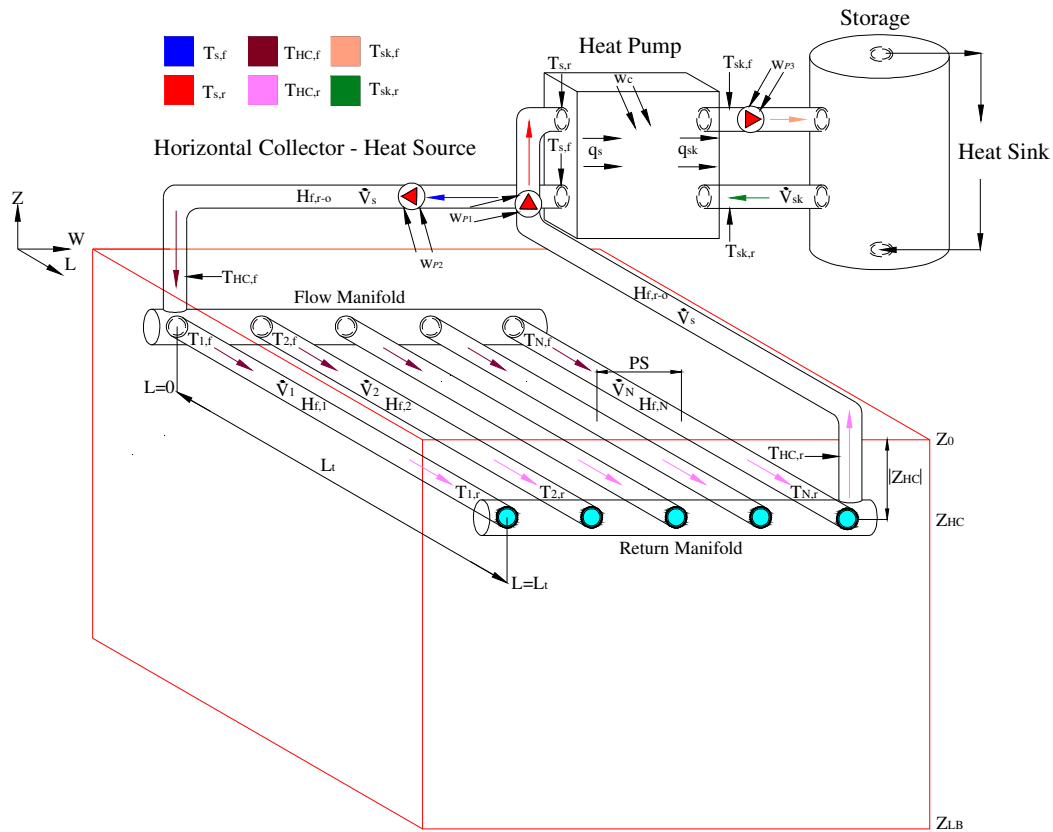 Storage
Heat Pump
Ts,f
THC,f
Tsk,f
Ts,r
THC,r
Tsk,r
Ts,r
wc
Tsk,f
wP3
Horizontal Collector - Heat Source
Ts,f
qs
qsk
Heat Sink
Z
W
L
Hf,r-o
V̇s
wP1
wP2
V̇sk
Tsk,r
THC,f
Flow Manifold
Hf,r-o
V̇s
T1,f
T2,f
TN,f
PS
L=0
V̇1
Hf,1
V̇2
Hf,2
V̇N
Hf,N
Z0
Lt
THC,r
|ZHC|
T1,r
T2,r
TN,r
ZHC
Return Manifold
L=Lt
ZLB